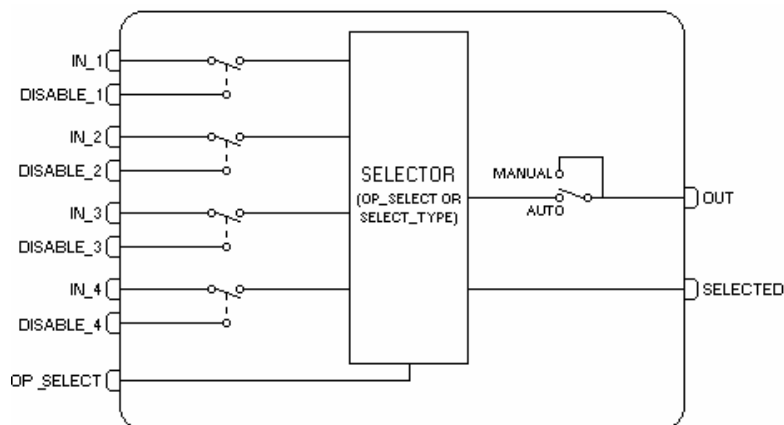 IN_1
DISABLE_1
IN_2
DISABLE_2
IN_3
DISABLE_3
IN_4
DISABLE_4
OP_SELECT
SELECTOR
(OP_SELECT OR
SELECT_TYPE)
MANUAL
AUTO
OUT
SELECTED